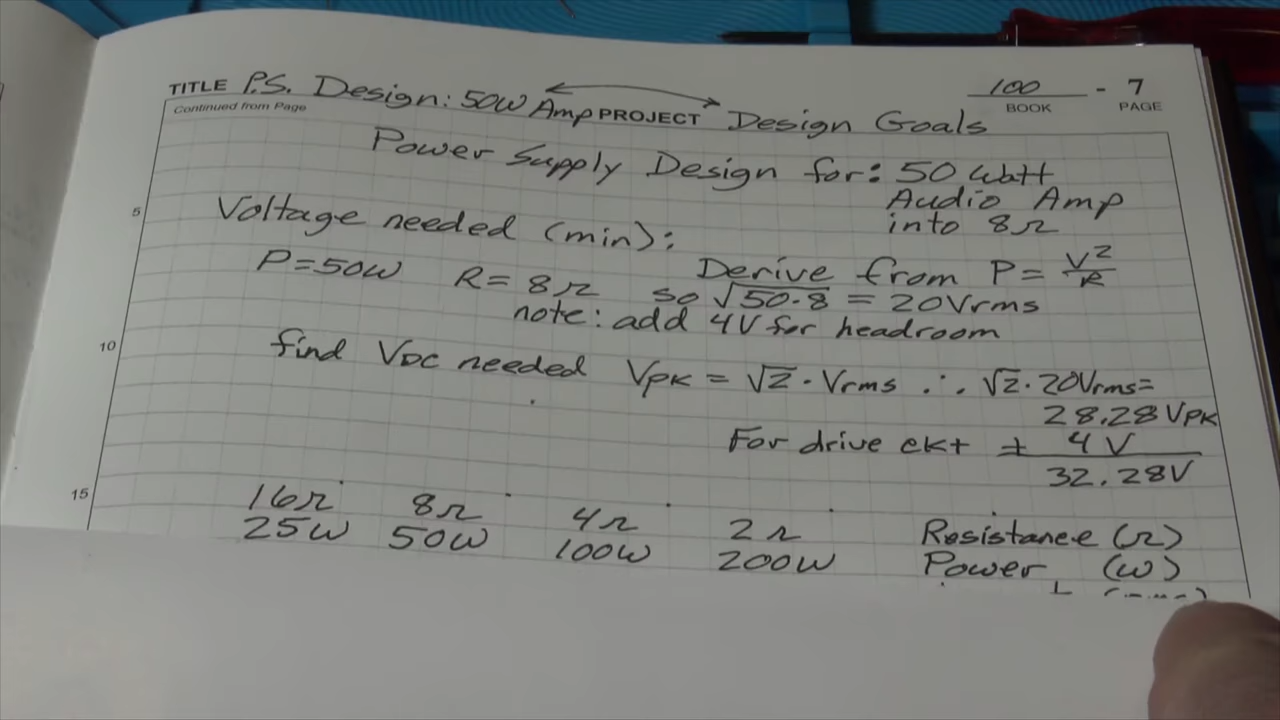 TITLE P.S. Design: 50W Amp PROJECT Design Goals
100 - 7
BOOK PAGE
Continued from Page
Power Supply Design for: 50 Watt
Audio Amp
into 8Ω
5
Voltage needed (min):
P=50W R=8Ω Derive from P=V²/R
so √50·8 = 20Vrms
note: add 4V for headroom
10
find VDC needed VPK = √2 · Vrms ∴ √2 · 20Vrms=
28.28 VPK
For drive ckt + 4V
32.28V
15
16Ω 8Ω 4Ω 2Ω Resistance (Ω)
25W 50W 100W 200W Power (W)